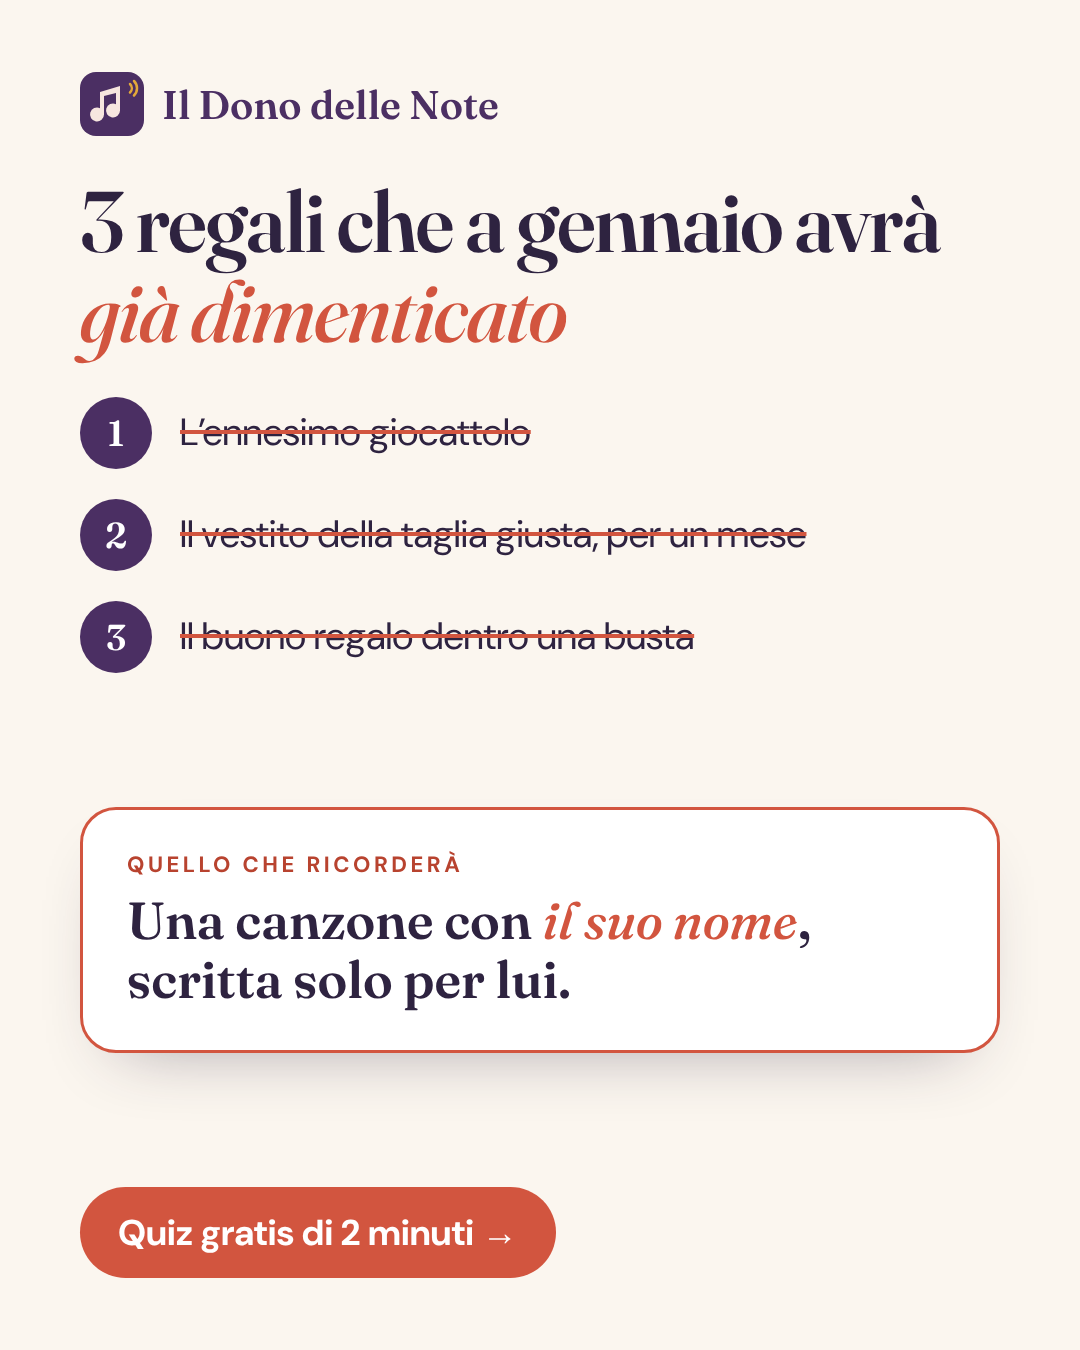 Il Dono delle Note
3 regali che a gennaio avrà
già dimenticato
1 L’ennesimo giocattolo
2 Il vestito della taglia giusta, per un mese
3 Il buono regalo dentro una busta
QUELLO CHE RICORDERÀ
Una canzone con il suo nome,
scritta solo per lui.
Quiz gratis di 2 minuti →